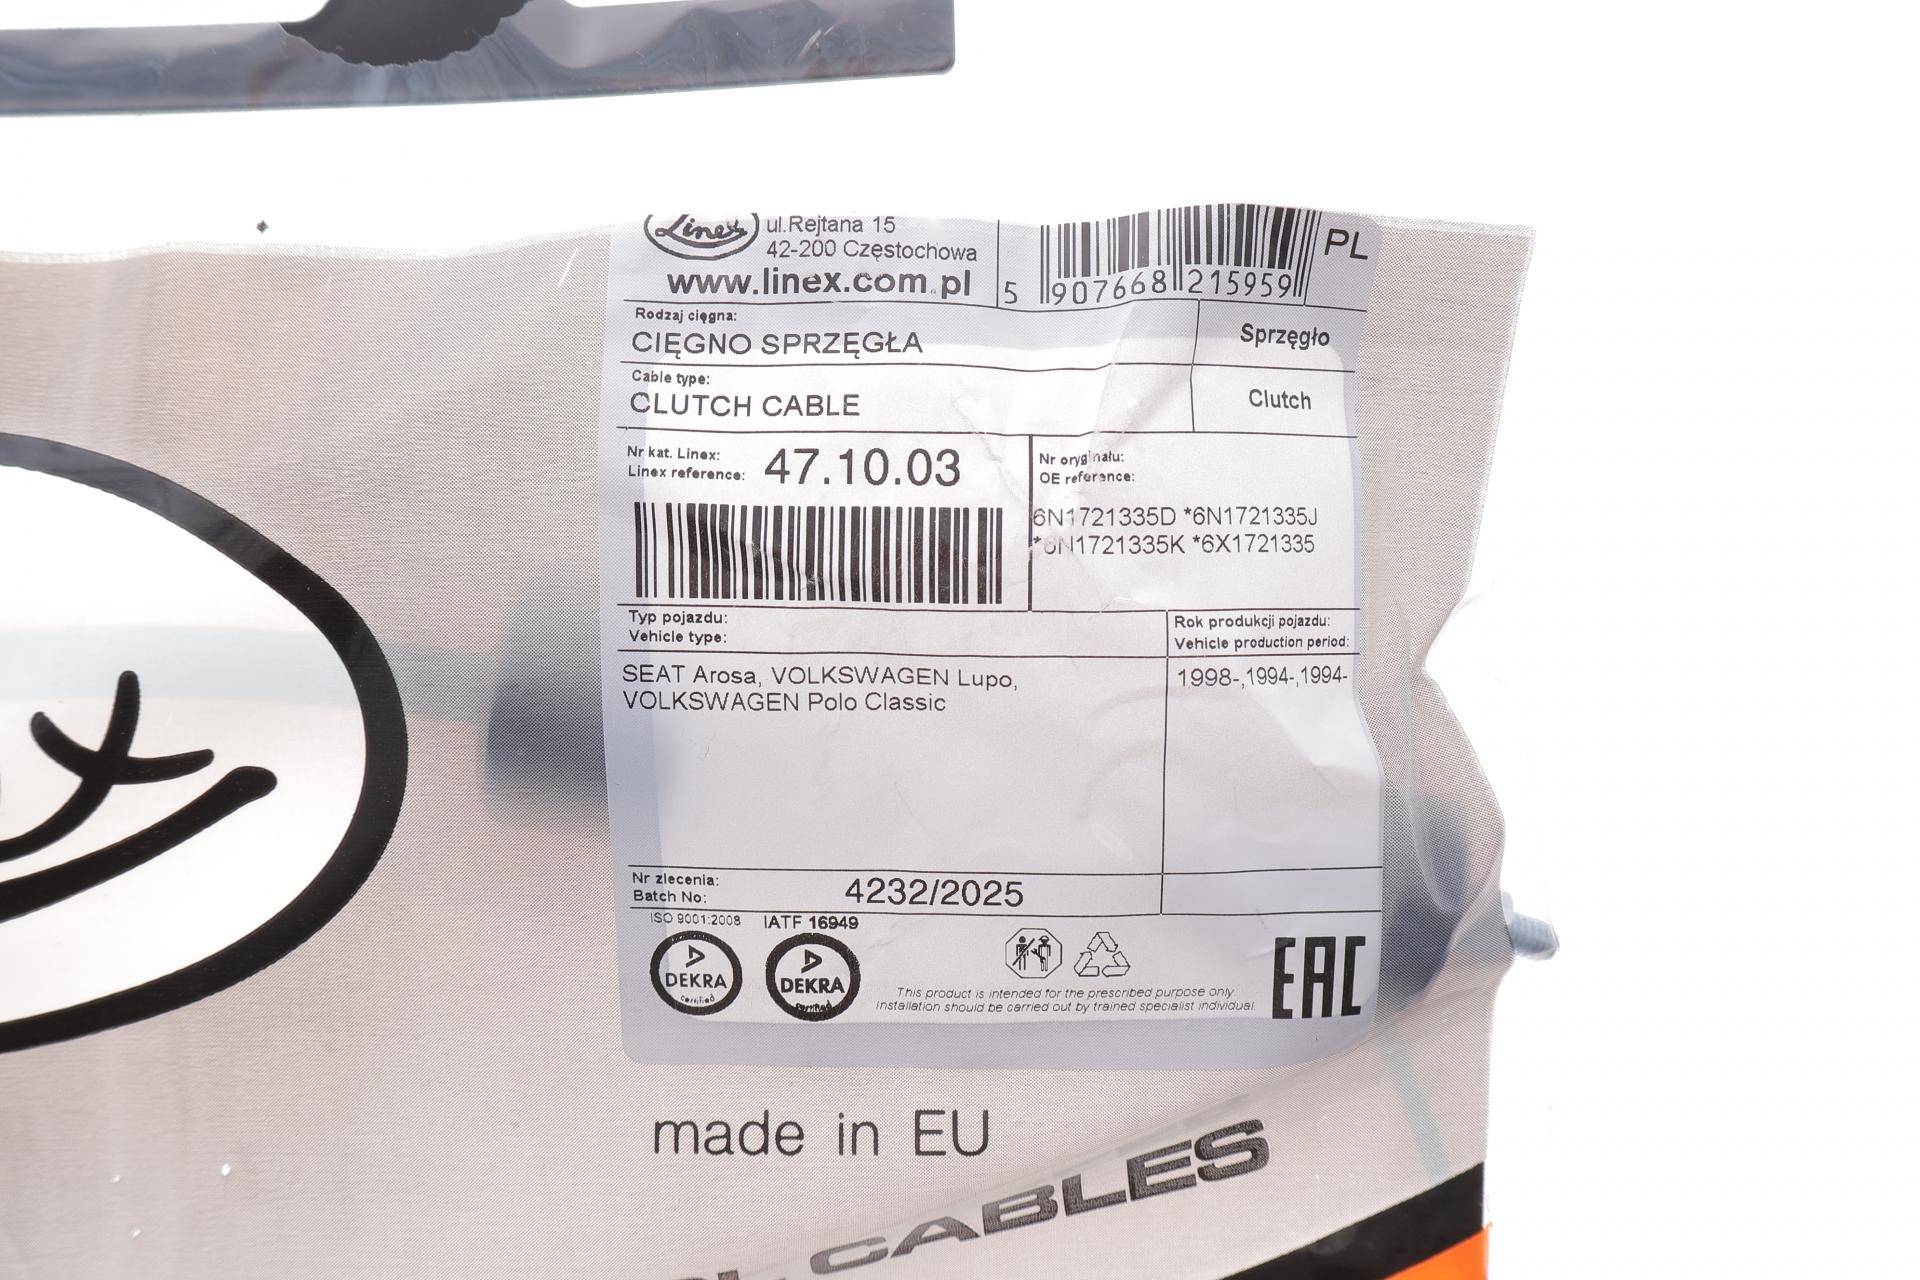 Linex
ul.Rejtana 15
42-200 Częstochowa
www.linex.com.pl
5 907668 215959
PL
Rodzaj cięgna:
CIĘGNO SPRZĘGŁA
Sprzęgło
Cable type:
CLUTCH CABLE
Clutch
Nr kat. Linex:
Linex reference:
47.10.03
Nr oryginału:
OE reference:
6N1721335D *6N1721335J
*6N1721335K *6X1721335
Typ pojazdu:
Vehicle type:
Rok produkcji pojazdu:
Vehicle production period:
SEAT Arosa, VOLKSWAGEN Lupo,
VOLKSWAGEN Polo Classic
1998-,1994-,1994-
Nr zlecenia:
Batch No:
4232/2025
ISO 9001:2008
IATF 16949
DEKRA
certified
DEKRA
certified
This product is intended for the prescribed purpose only
Installation should be carried out by trained specialist individual.
EAC
made in EU
CABLES
x